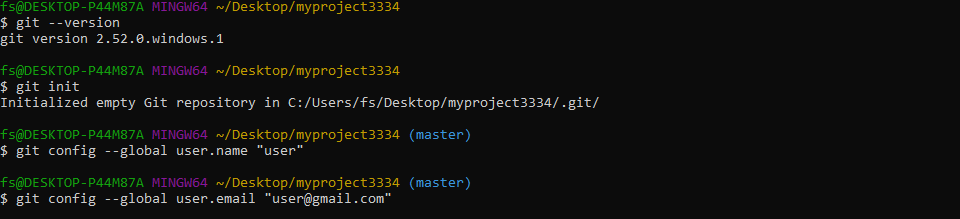 fs@DESKTOP-P44M87A MINGW64 ~/Desktop/myproject3334
$ git --version
git version 2.52.0.windows.1
fs@DESKTOP-P44M87A MINGW64 ~/Desktop/myproject3334
$ git init
Initialized empty Git repository in C:/Users/fs/Desktop/myproject3334/.git/
fs@DESKTOP-P44M87A MINGW64 ~/Desktop/myproject3334 (master)
$ git config --global user.name "user"
fs@DESKTOP-P44M87A MINGW64 ~/Desktop/myproject3334 (master)
$ git config --global user.email "user@gmail.com"